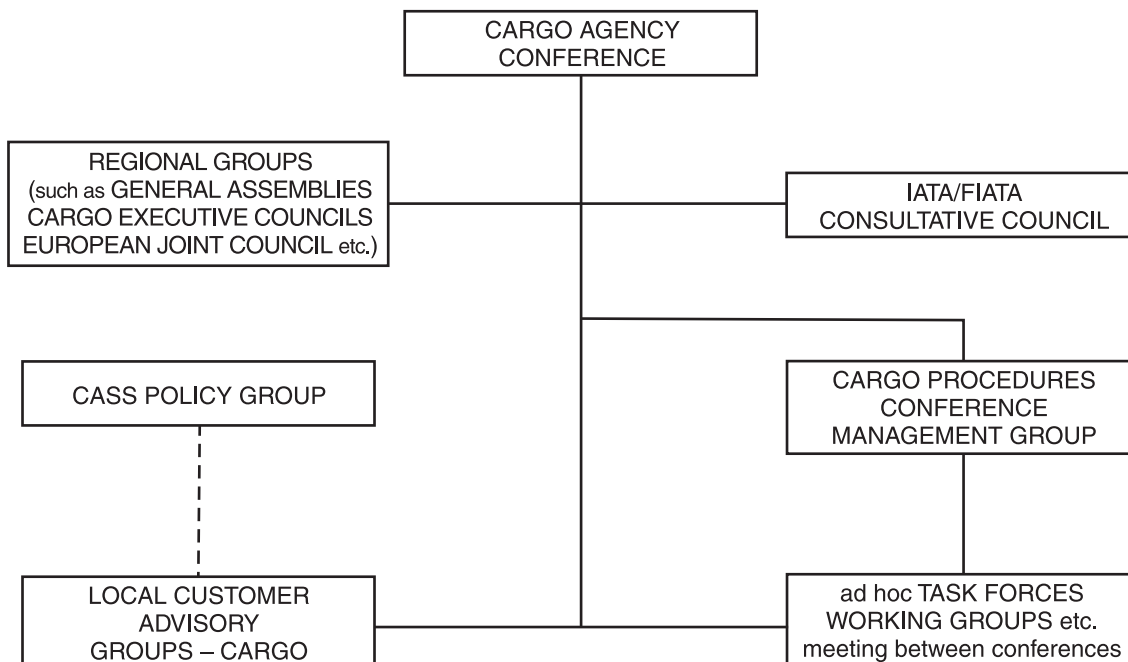 CARGO AGENCY
CONFERENCE
REGIONAL GROUPS
(such as GENERAL ASSEMBLIES
CARGO EXECUTIVE COUNCILS
EUROPEAN JOINT COUNCIL etc.)
IATA/FIATA
CONSULTATIVE COUNCIL
CASS POLICY GROUP
CARGO PROCEDURES
CONFERENCE
MANAGEMENT GROUP
LOCAL CUSTOMER
ADVISORY
GROUPS – CARGO
ad hoc TASK FORCES
WORKING GROUPS etc.
meeting between conferences